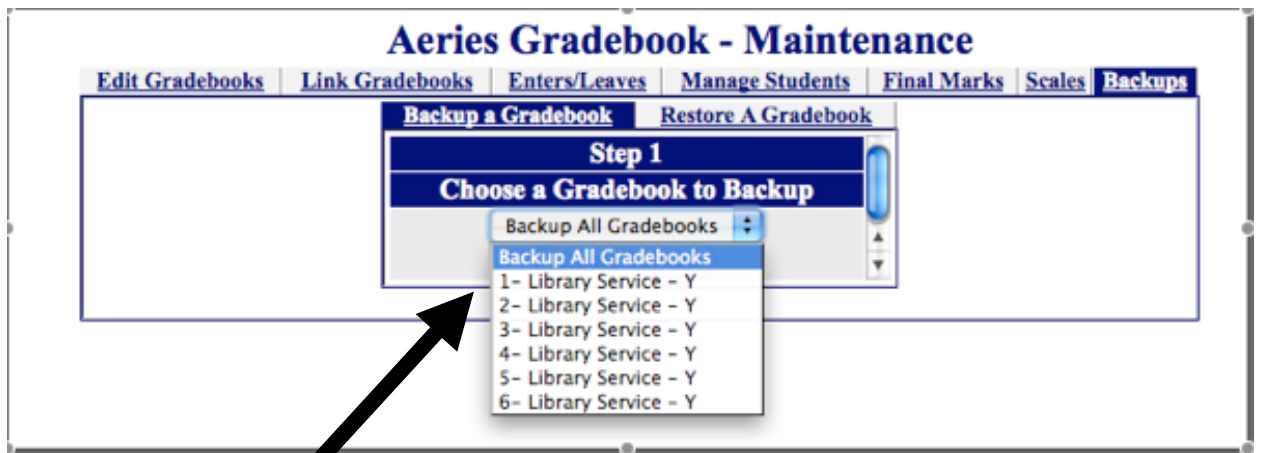 Aeries Gradebook - Maintenance
Edit Gradebooks Link Gradebooks Enters/Leaves Manage Students Final Marks Scales Backups
Backup a Gradebook Restore A Gradebook
Step 1
Choose a Gradebook to Backup
Backup All Gradebooks
Backup All Gradebooks
1- Library Service - Y
2- Library Service - Y
3- Library Service - Y
4- Library Service - Y
5- Library Service - Y
6- Library Service - Y